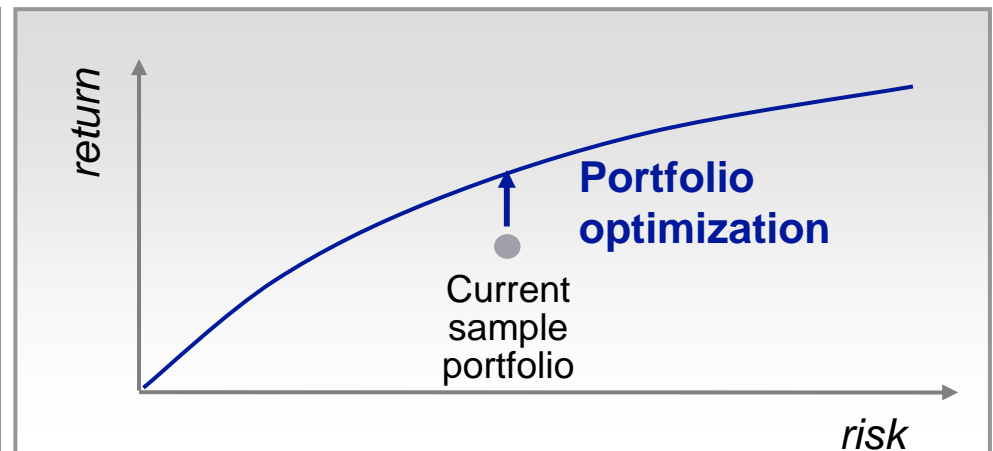 return
Portfolio
optimization
Current
sample
portfolio
risk